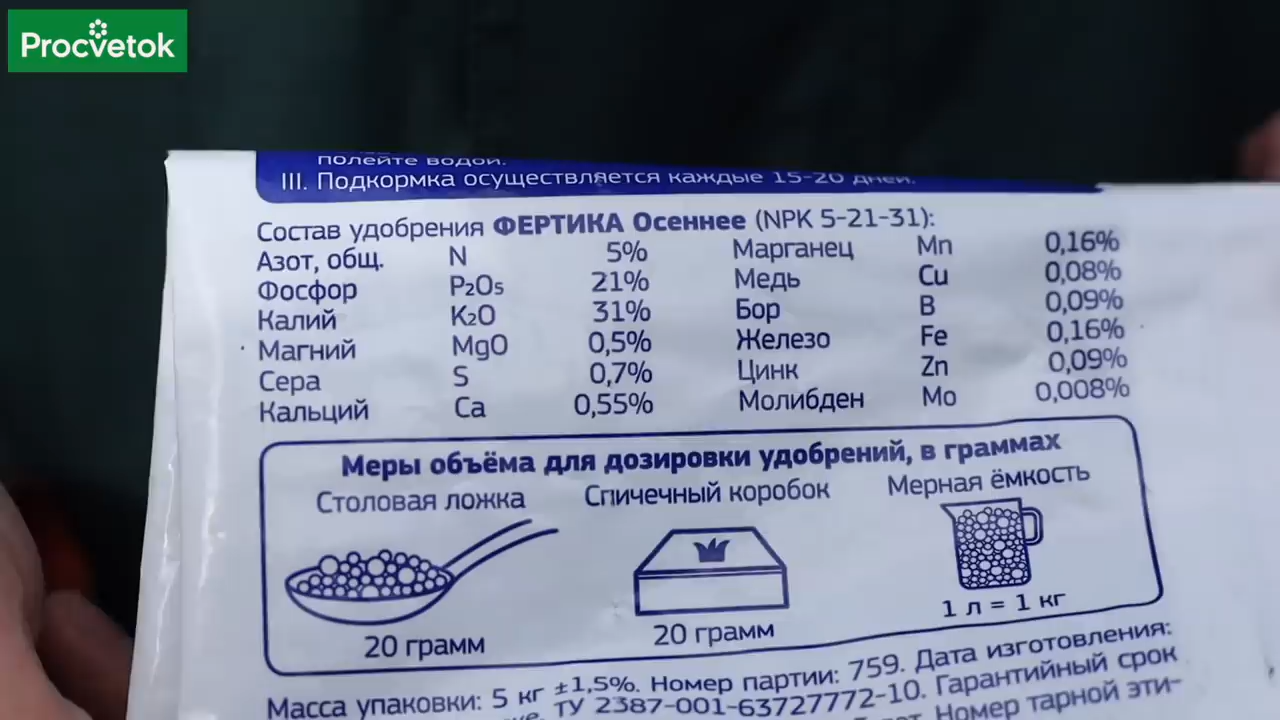 Procvetok
полейте водой.
III. Подкормка осуществляется каждые 15-20 дней.
Состав удобрения ФЕРТИКА Осеннее (NPK 5-21-31):
Азот, общ. N 5% Марганец Mn 0,16%
Фосфор P₂O₅ 21% Медь Cu 0,08%
Калий K₂O 31% Бор B 0,09%
Магний MgO 0,5% Железо Fe 0,16%
Сера S 0,7% Цинк Zn 0,09%
Кальций Ca 0,55% Молибден Mo 0,008%
Меры объёма для дозировки удобрений, в граммах
Столовая ложка Спичечный коробок Мерная ёмкость
20 грамм 20 грамм 1 л = 1 кг
Масса упаковки: 5 кг ±1,5%. Номер партии: 759. Дата изготовления:
ТУ 2387-001-63727772-10. Гарантийный срок
Номер тарной эти-